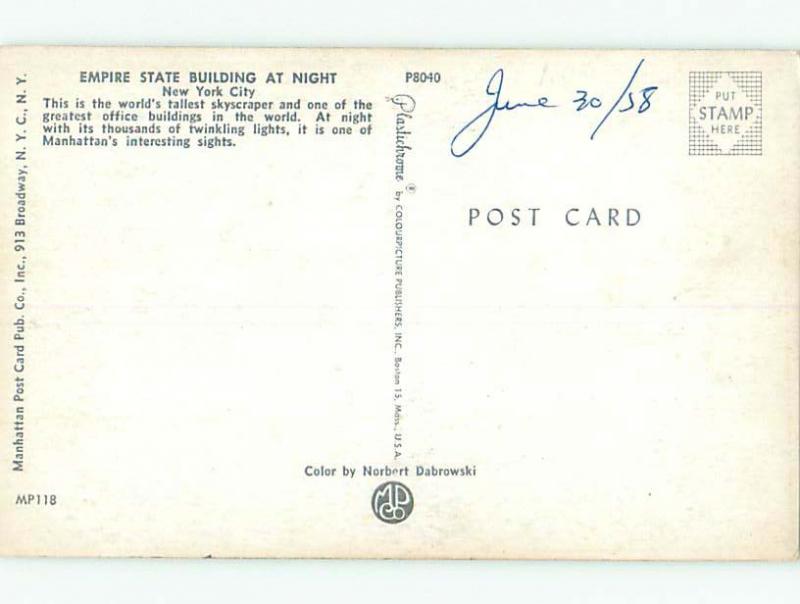 EMPIRE STATE BUILDING AT NIGHT
New York City
This is the world's tallest skyscraper and one of the
greatest office buildings in the world. At night
with its thousands of twinkling lights, it is one of
Manhattan's interesting sights.
P8040
June 30/58
PUT
STAMP
HERE
POST CARD
Manhattan Post Card Pub. Co., Inc., 913 Broadway, N. Y. C., N. Y.
Plastichrome ® by COLOURPICTURE PUBLISHERS, INC., Boston 15, Mass., U.S.A.
Color by Norbert Dabrowski
MPCO
MP118